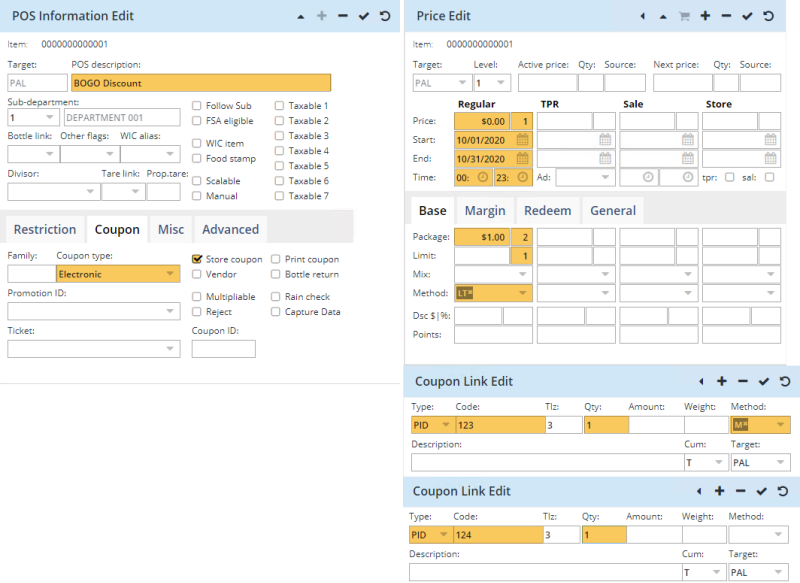 POS Information Edit
Item: 0000000000001
Target: POS description:
PAL BOGO Discount
Sub-department:
1 DEPARTMENT 001
Bottle link: Other flags: WIC alias:
Divisor: Tare link: Prop.tare:
Follow Sub
FSA eligible
WIC item
Food stamp
Scalable
Manual
Taxable 1
Taxable 2
Taxable 3
Taxable 4
Taxable 5
Taxable 6
Taxable 7
Restriction Coupon Misc Advanced
Family: Coupon type:
Electronic
Promotion ID:
Ticket:
Store coupon Print coupon
Vendor Bottle return
Multipliable Rain check
Reject Capture Data
Coupon ID:
Price Edit
Item: 0000000000001
Target: Level: Active price: Qty: Source: Next price: Qty: Source:
PAL 1
Regular TPR Sale Store
Price: $0.00 1
Start: 10/01/2020
End: 10/31/2020
Time: 00: 23: Ad: tpr: sal:
Base Margin Redeem General
Package: $1.00 2
Limit: 1
Mix:
Method: LT*
Dsc $|%:
Points:
Coupon Link Edit
Type: Code: Tlz: Qty: Amount: Weight: Method:
PID 123 3 1 M*
Description: Cum: Target:
T PAL
Coupon Link Edit
Type: Code: Tlz: Qty: Amount: Weight: Method:
PID 124 3 1
Description: Cum: Target:
T PAL